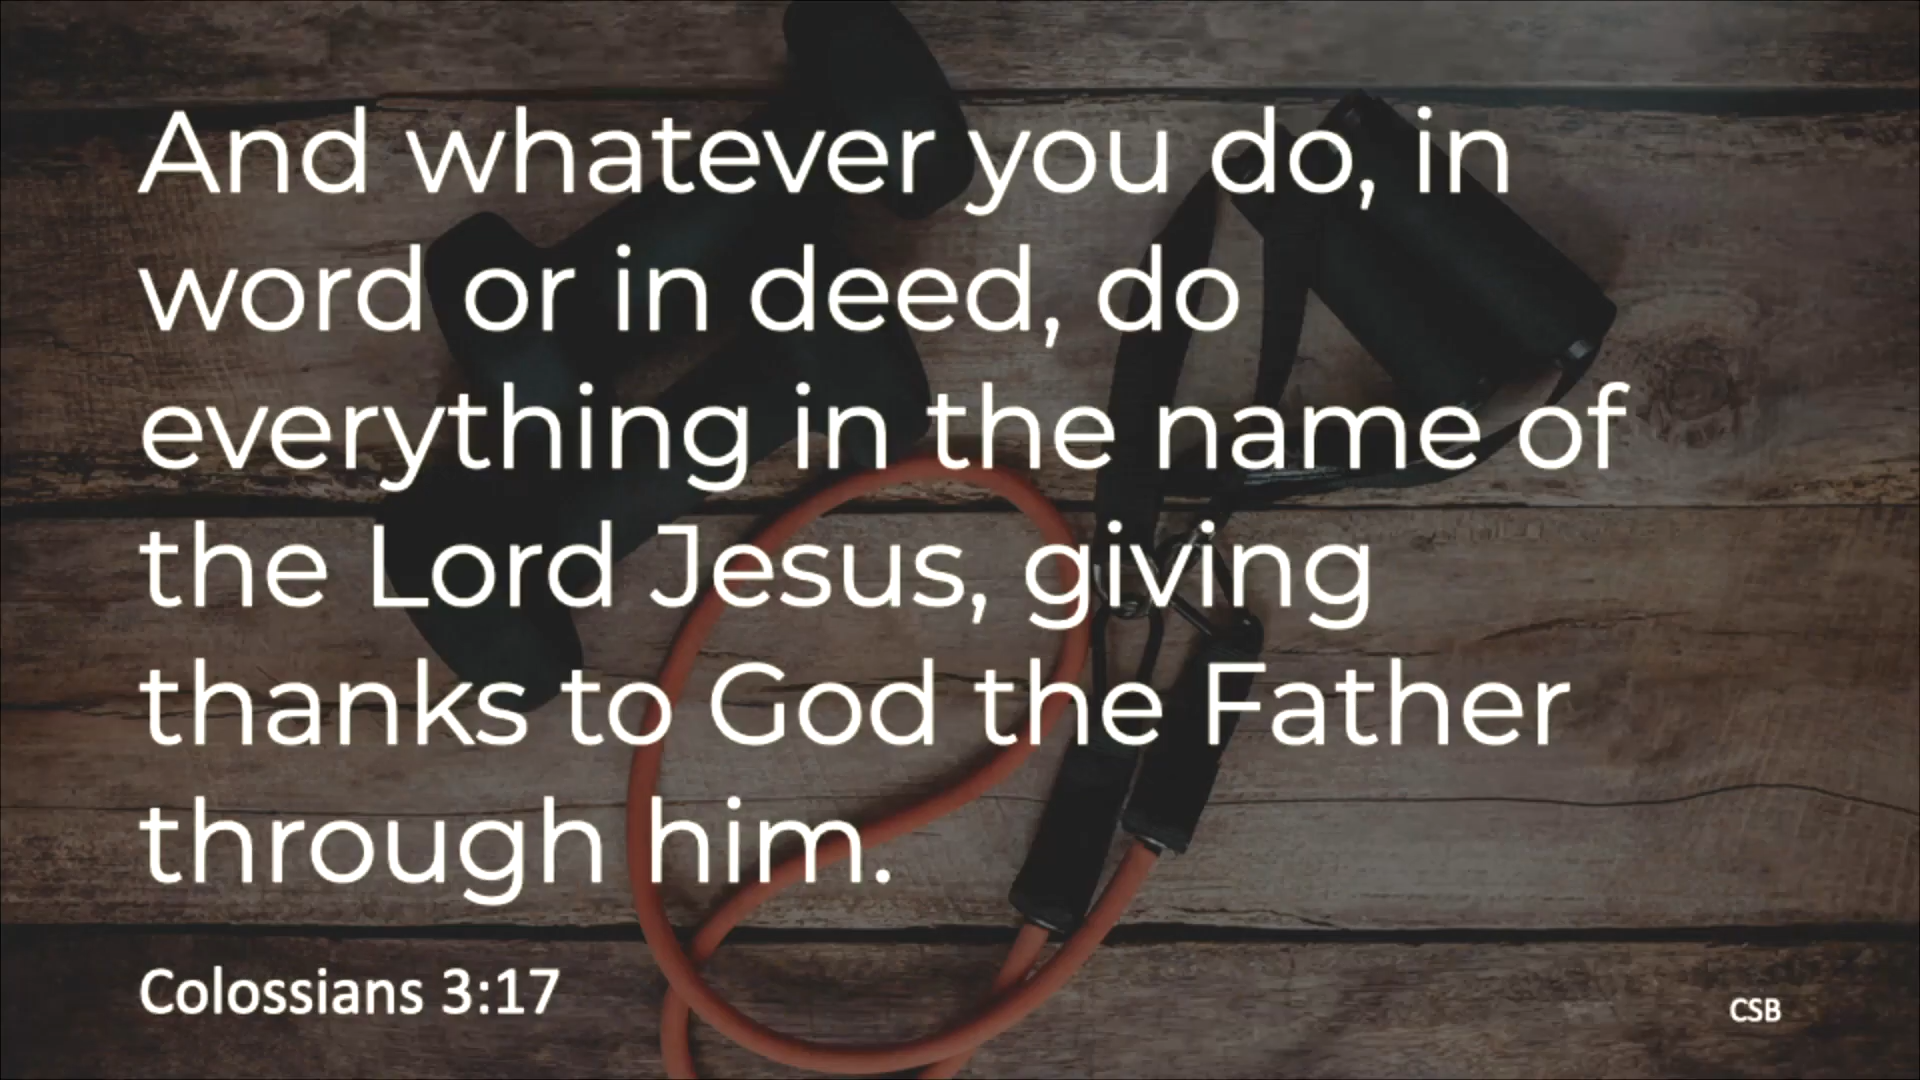 And whatever you do, in
word or in deed, do
everything in the name of
the Lord Jesus, giving
thanks to God the Father
through him.
Colossians 3:17
CSB